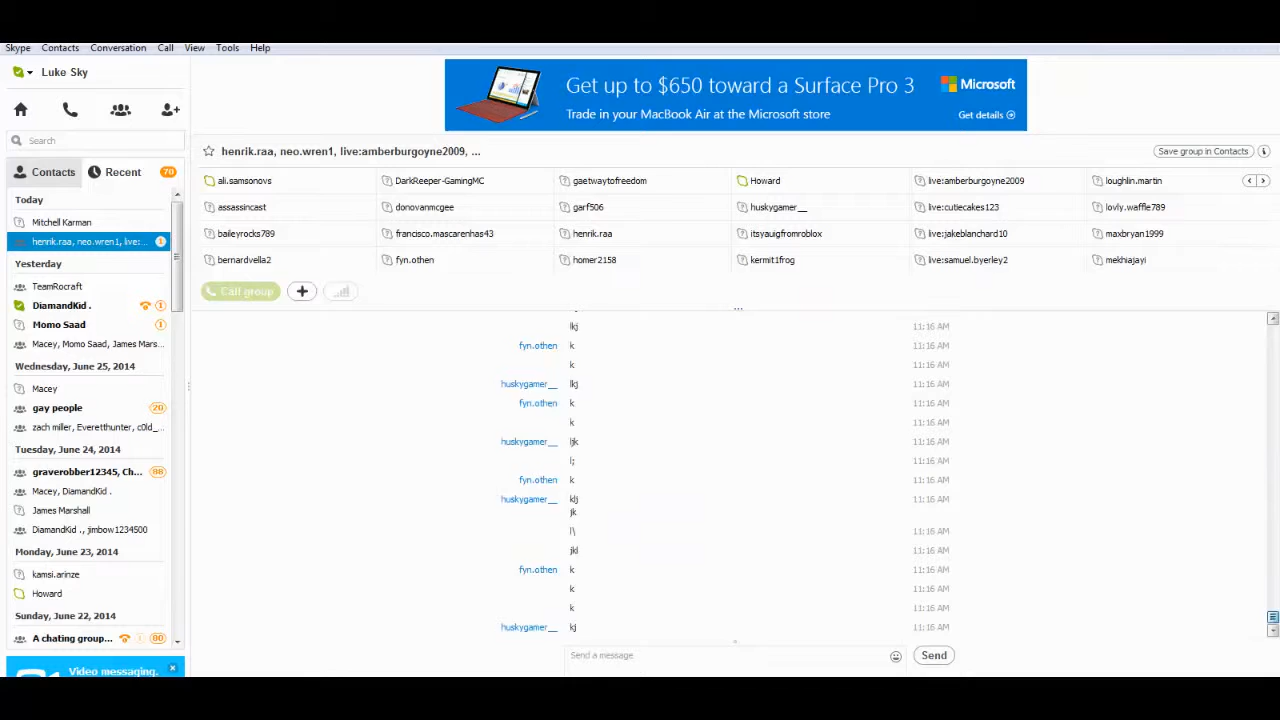 Skype Contacts Conversation Call View Tools Help
Luke Sky
Get up to $650 toward a Surface Pro 3
Microsoft
Trade in your MacBook Air at the Microsoft store
Get details
Search
henrik.raa, neo.wren1, live:amberburgoyne2009, ...
Save group in Contacts
Contacts Recent 70
ali.samsonovs DarkReeper-GamingMC gaetwaytofreedom Howard live:amberburgoyne2009 loughlin.martin
assassincast donovanmcgee garf506 huskygamer__ live:cutiecakes123 lovly.waffle789
baileyrocks789 francisco.mascarenhas43 henrik.raa itsyauigfromroblox live:jakeblanchard10 maxbryan1999
bernardvella2 fyn.othen homer2158 kermit1frog live:samuel.byerley2 mekhiajayi
Call group
Today
Mitchell Karman
henrik.raa, neo.wren1, live:... 1
Yesterday
TeamRocraft
DiamandKid . 1
Momo Saad 1
Macey, Momo Saad, James Mars...
Wednesday, June 25, 2014
Macey
gay people 20
zach miller, Everetthunter, c0ld_...
Tuesday, June 24, 2014
graverobber12345, Ch... 88
Macey, DiamandKid .
James Marshall
DiamandKid ., jimbow1234500
Monday, June 23, 2014
kamsi.arinze
Howard
Sunday, June 22, 2014
A chating group... 80
Video messaging.
lkj 11:16 AM
fyn.othen k 11:16 AM
k 11:16 AM
huskygamer__ lkj 11:16 AM
fyn.othen k 11:16 AM
k 11:16 AM
huskygamer__ ljk 11:16 AM
l; 11:16 AM
fyn.othen k 11:16 AM
huskygamer__ klj 11:16 AM
jk
l\ 11:16 AM
jkl 11:16 AM
fyn.othen k 11:16 AM
k 11:16 AM
k 11:16 AM
huskygamer__ kj 11:16 AM
Send a message
Send